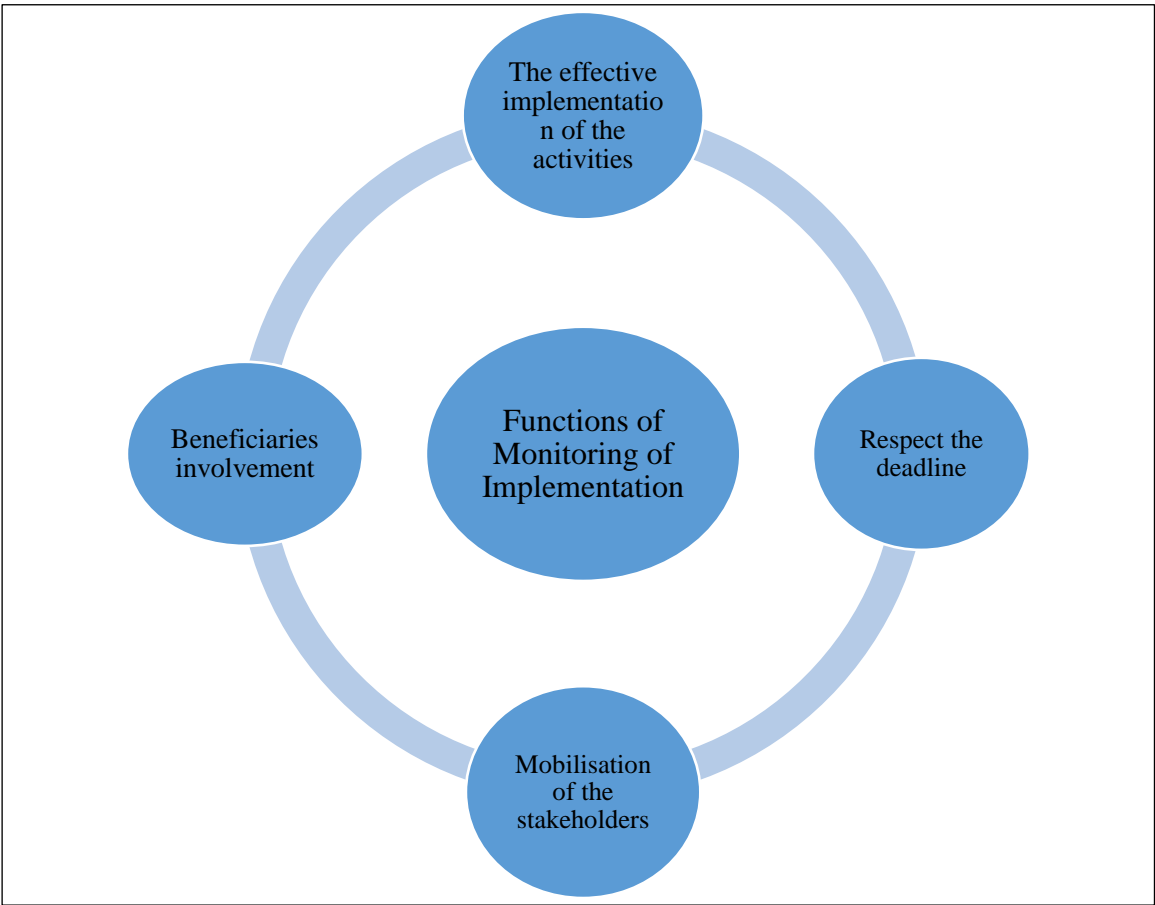 The effective
implementatio
n of the
activities
Beneficiaries
involvement
Functions of
Monitoring of
Implementation
Respect the
deadline
Mobilisation
of the
stakeholders